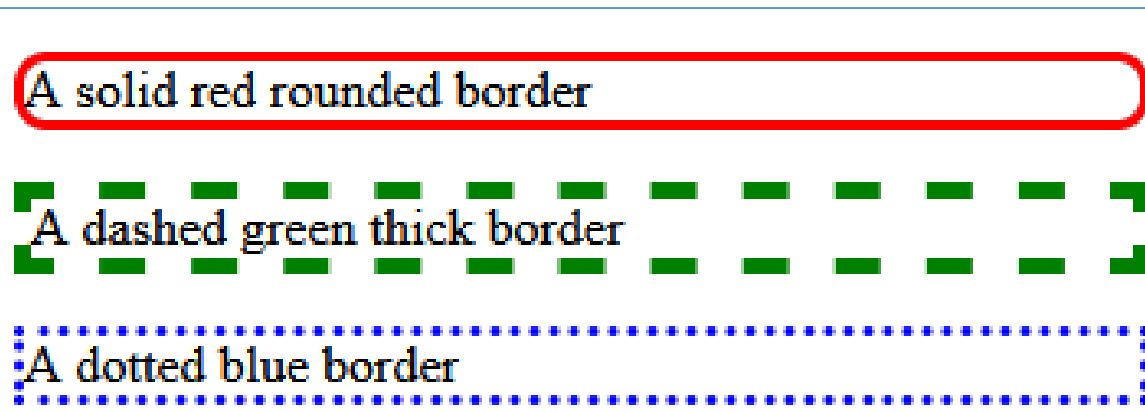 A solid red rounded border
A dashed green thick border
A dotted blue border